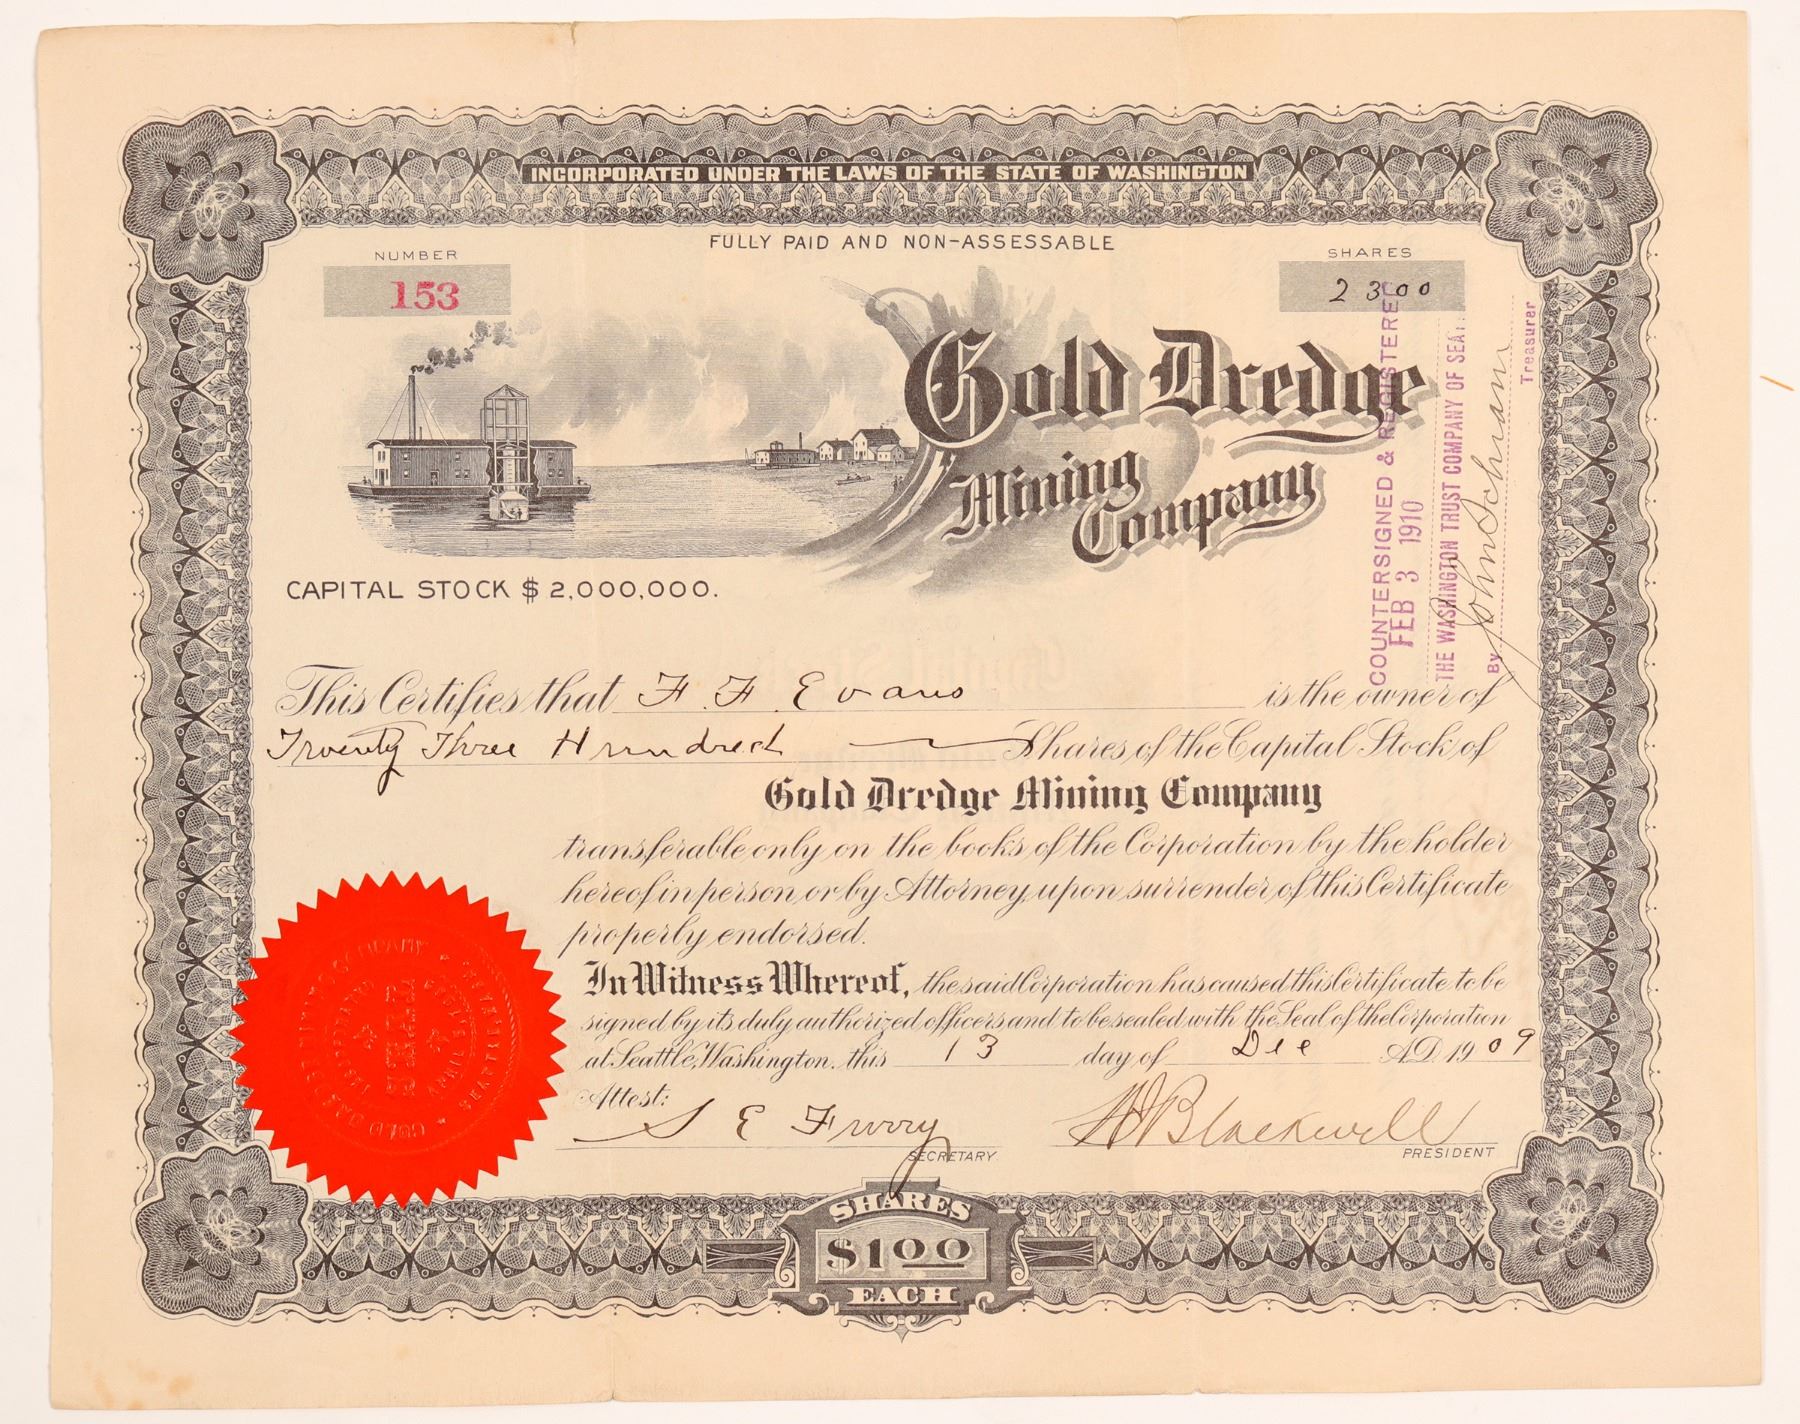 INCORPORATED UNDER THE LAWS OF THE STATE OF WASHINGTON
FULLY PAID AND NON-ASSESSABLE
NUMBER
153
SHARES
2300
Gold Dredge
Mining
Company
CAPITAL STOCK $2,000,000.
COUNTERSIGNED & REGISTERED
FEB 3 1910
THE WASHINGTON TRUST COMPANY OF SEAT
By John Schram
Treasurer
This Certifies that F. F. Evans is the owner of
Twenty Three Hundred Shares of the Capital Stock of
Gold Dredge Mining Company
transferable only on the books of the Corporation by the holder
hereof in person, or by Attorney, upon surrender of this Certificate
properly endorsed.
In Witness Whereof, the said Corporation has caused this Certificate to be
signed by its duly authorized officers and to be sealed with the Seal of the Corporation
at Seattle, Washington. this 13 day of Dec A.D. 1909
Attest:
S E
SECRETARY
Blackwell
PRESIDENT
SHARES
$1.00
EACH